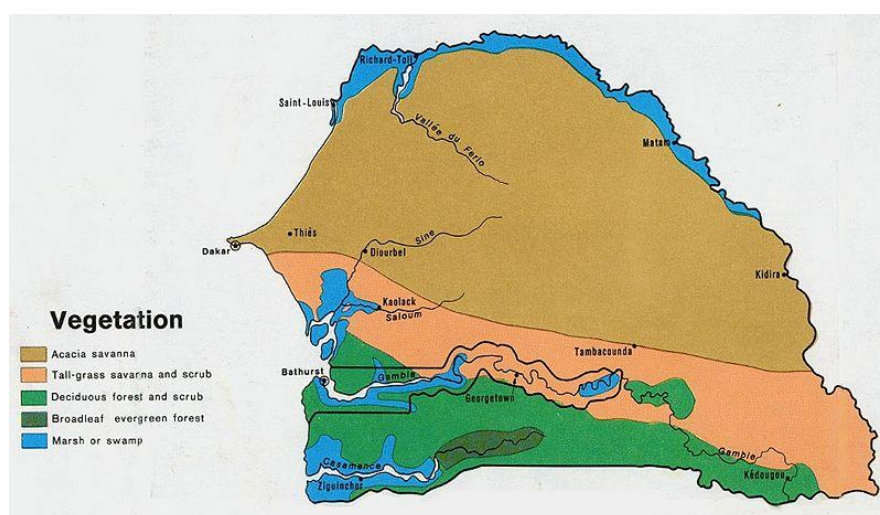 Richard-Toll
Saint-Louis
Vallée du Ferlo
Matam
Thiès
Dakar
Sine
Diourbel
Kidira
Kaolack
Saloum
Vegetation
Acacia savanna
Tall-grass savanna and scrub
Deciduous forest and scrub
Broadleaf evergreen forest
Marsh or swamp
Tambacounda
Bathurst
Gambie
Georgetown
Gambie
Casamance
Kédougou
Ziguinchor